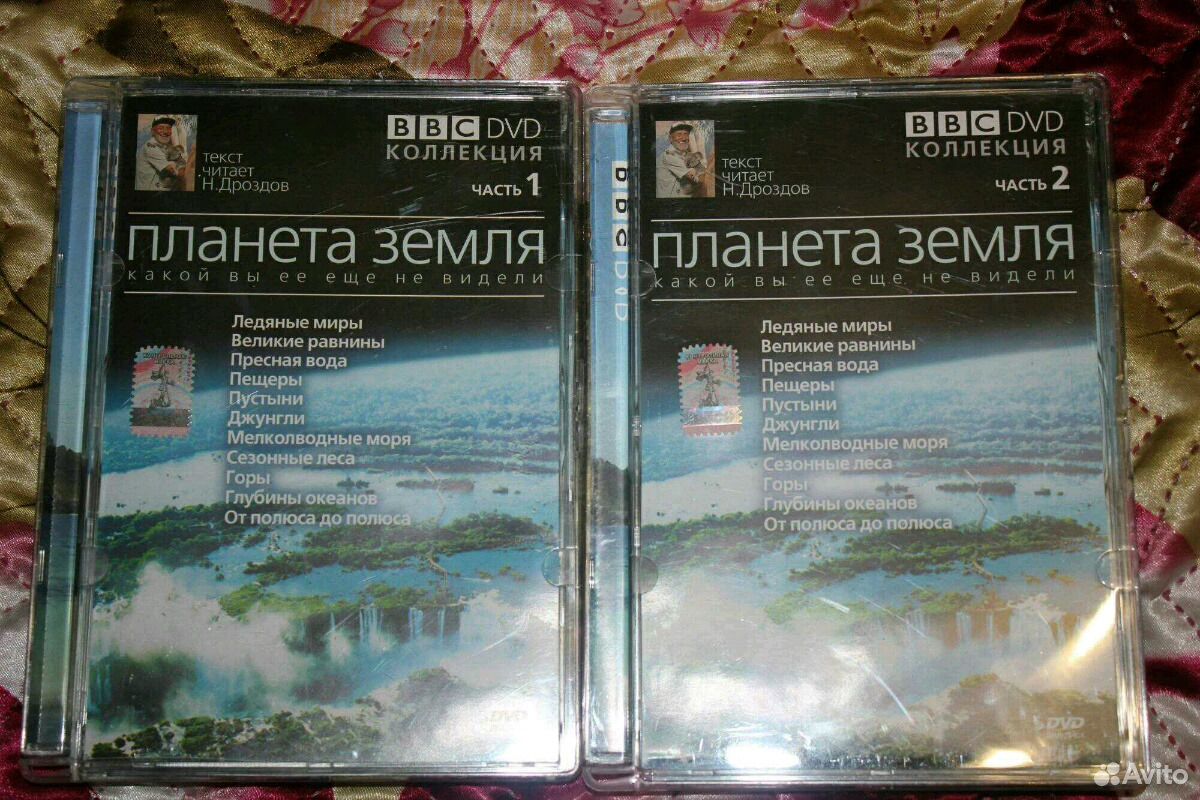 BBC DVD
КОЛЛЕКЦИЯ
текст
читает
Н.Дроздов
ЧАСТЬ 1
планета земля
какой вы ее еще не видели
Ледяные миры
Великие равнины
Пресная вода
Пещеры
Пустыни
Джунгли
Мелколводные моря
Сезонные леса
Горы
Глубины океанов
От полюса до полюса
DVD
BBC DVD
BBC DVD
КОЛЛЕКЦИЯ
текст
читает
Н.Дроздов
ЧАСТЬ 2
планета земля
какой вы ее еще не видели
Ледяные миры
Великие равнины
Пресная вода
Пещеры
Пустыни
Джунгли
Мелколводные моря
Сезонные леса
Горы
Глубины океанов
От полюса до полюса
DVD
Avito